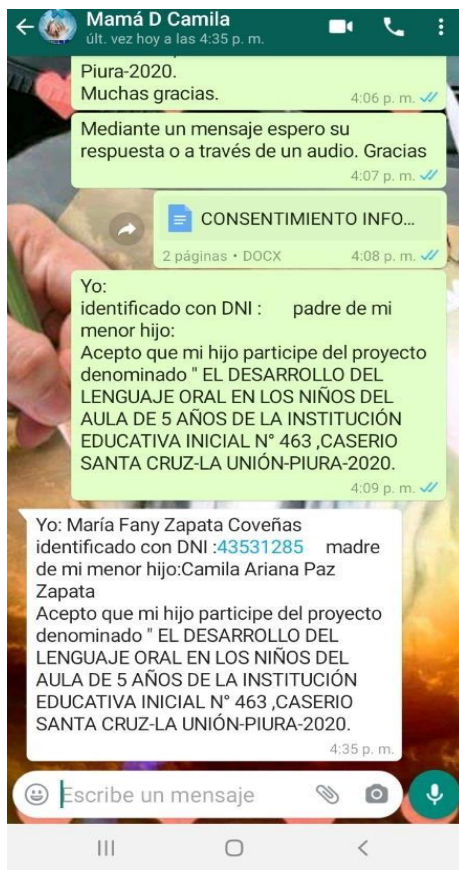 Mamá D Camila
últ. vez hoy a las 4:35 p. m.
Piura-2020.
Muchas gracias.
4:06 p. m.
Mediante un mensaje espero su
respuesta o a través de un audio. Gracias
4:07 p. m.
CONSENTIMIENTO INFO...
2 páginas • DOCX
4:08 p. m.
Yo:
identificado con DNI : padre de mi
menor hijo:
Acepto que mi hijo participe del proyecto
denominado " EL DESARROLLO DEL
LENGUAJE ORAL EN LOS NIÑOS DEL
AULA DE 5 AÑOS DE LA INSTITUCIÓN
EDUCATIVA INICIAL N° 463 ,CASERIO
SANTA CRUZ-LA UNIÓN-PIURA-2020.
4:09 p. m.
Yo: María Fany Zapata Coveñas
identificado con DNI :43531285 madre
de mi menor hijo:Camila Ariana Paz
Zapata
Acepto que mi hijo participe del proyecto
denominado " EL DESARROLLO DEL
LENGUAJE ORAL EN LOS NIÑOS DEL
AULA DE 5 AÑOS DE LA INSTITUCIÓN
EDUCATIVA INICIAL N° 463 ,CASERIO
SANTA CRUZ-LA UNIÓN-PIURA-2020.
4:35 p. m.
Escribe un mensaje